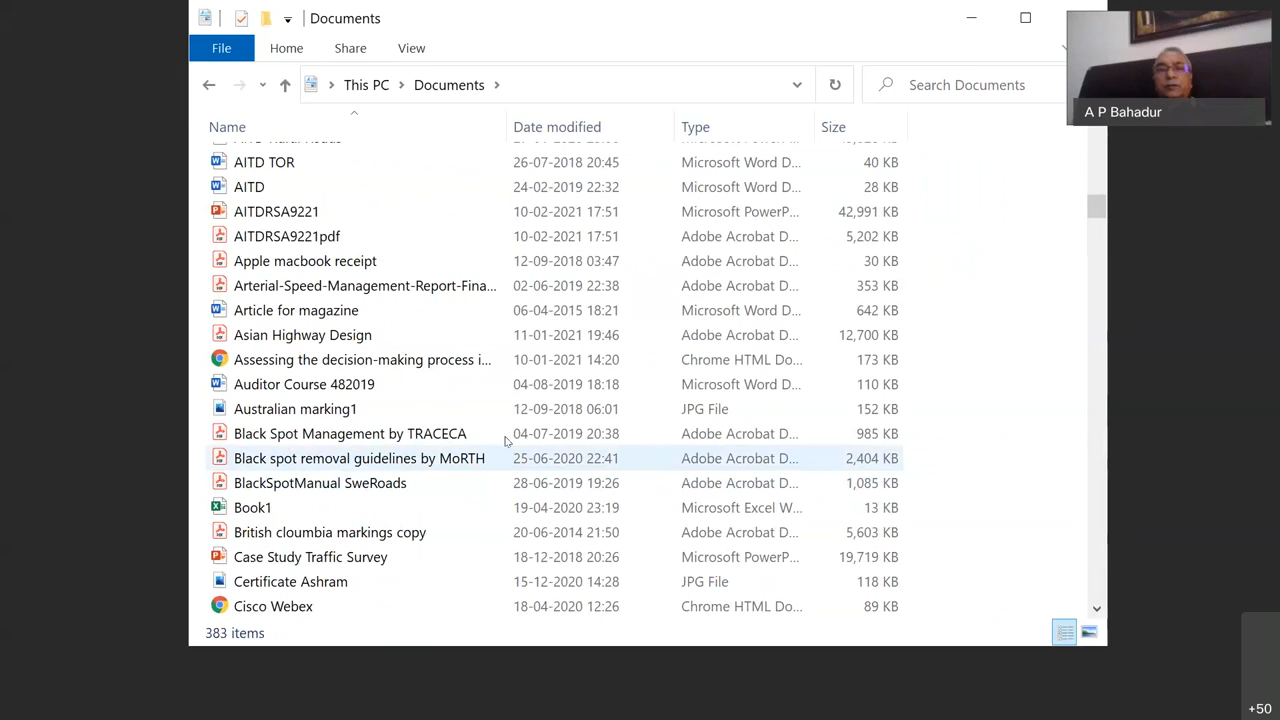 Documents
File Home Share View
This PC Documents Search Documents
A P Bahadur
Name Date modified Type Size
AITD TOR 26-07-2018 20:45 Microsoft Word D... 40 KB
AITD 24-02-2019 22:32 Microsoft Word D... 28 KB
AITDRSA9221 10-02-2021 17:51 Microsoft PowerP... 42,991 KB
AITDRSA9221pdf 10-02-2021 17:51 Adobe Acrobat D... 5,202 KB
Apple macbook receipt 12-09-2018 03:47 Adobe Acrobat D... 30 KB
Arterial-Speed-Management-Report-Fina... 02-06-2019 22:38 Adobe Acrobat D... 353 KB
Article for magazine 06-04-2015 18:21 Microsoft Word D... 642 KB
Asian Highway Design 11-01-2021 19:46 Adobe Acrobat D... 12,700 KB
Assessing the decision-making process i... 10-01-2021 14:20 Chrome HTML Do... 173 KB
Auditor Course 482019 04-08-2019 18:18 Microsoft Word D... 110 KB
Australian marking1 12-09-2018 06:01 JPG File 152 KB
Black Spot Management by TRACECA 04-07-2019 20:38 Adobe Acrobat D... 985 KB
Black spot removal guidelines by MoRTH 25-06-2020 22:41 Adobe Acrobat D... 2,404 KB
BlackSpotManual SweRoads 28-06-2019 19:26 Adobe Acrobat D... 1,085 KB
Book1 19-04-2020 23:19 Microsoft Excel W... 13 KB
British cloumbia markings copy 20-06-2014 21:50 Adobe Acrobat D... 5,603 KB
Case Study Traffic Survey 18-12-2018 20:26 Microsoft PowerP... 19,719 KB
Certificate Ashram 15-12-2020 14:28 JPG File 118 KB
Cisco Webex 18-04-2020 12:26 Chrome HTML Do... 89 KB
383 items
+50